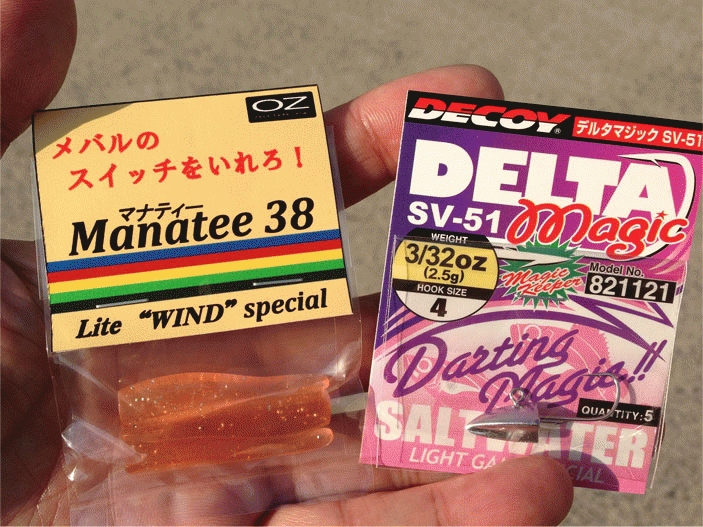 OZ
メバルの
スイッチをいれろ！
マナティー
Manatee 38
Lite "WIND" special
DECOY®
デルタマジック SV-51
DELTA
SV-51 Magic
WEIGHT
3/32oz
(2.5g)
HOOK SIZE
4
Magic
Keeper
Model No.
821121
Darting
Magic!!
QUANTITY:5
SALTWATER
LIGHT